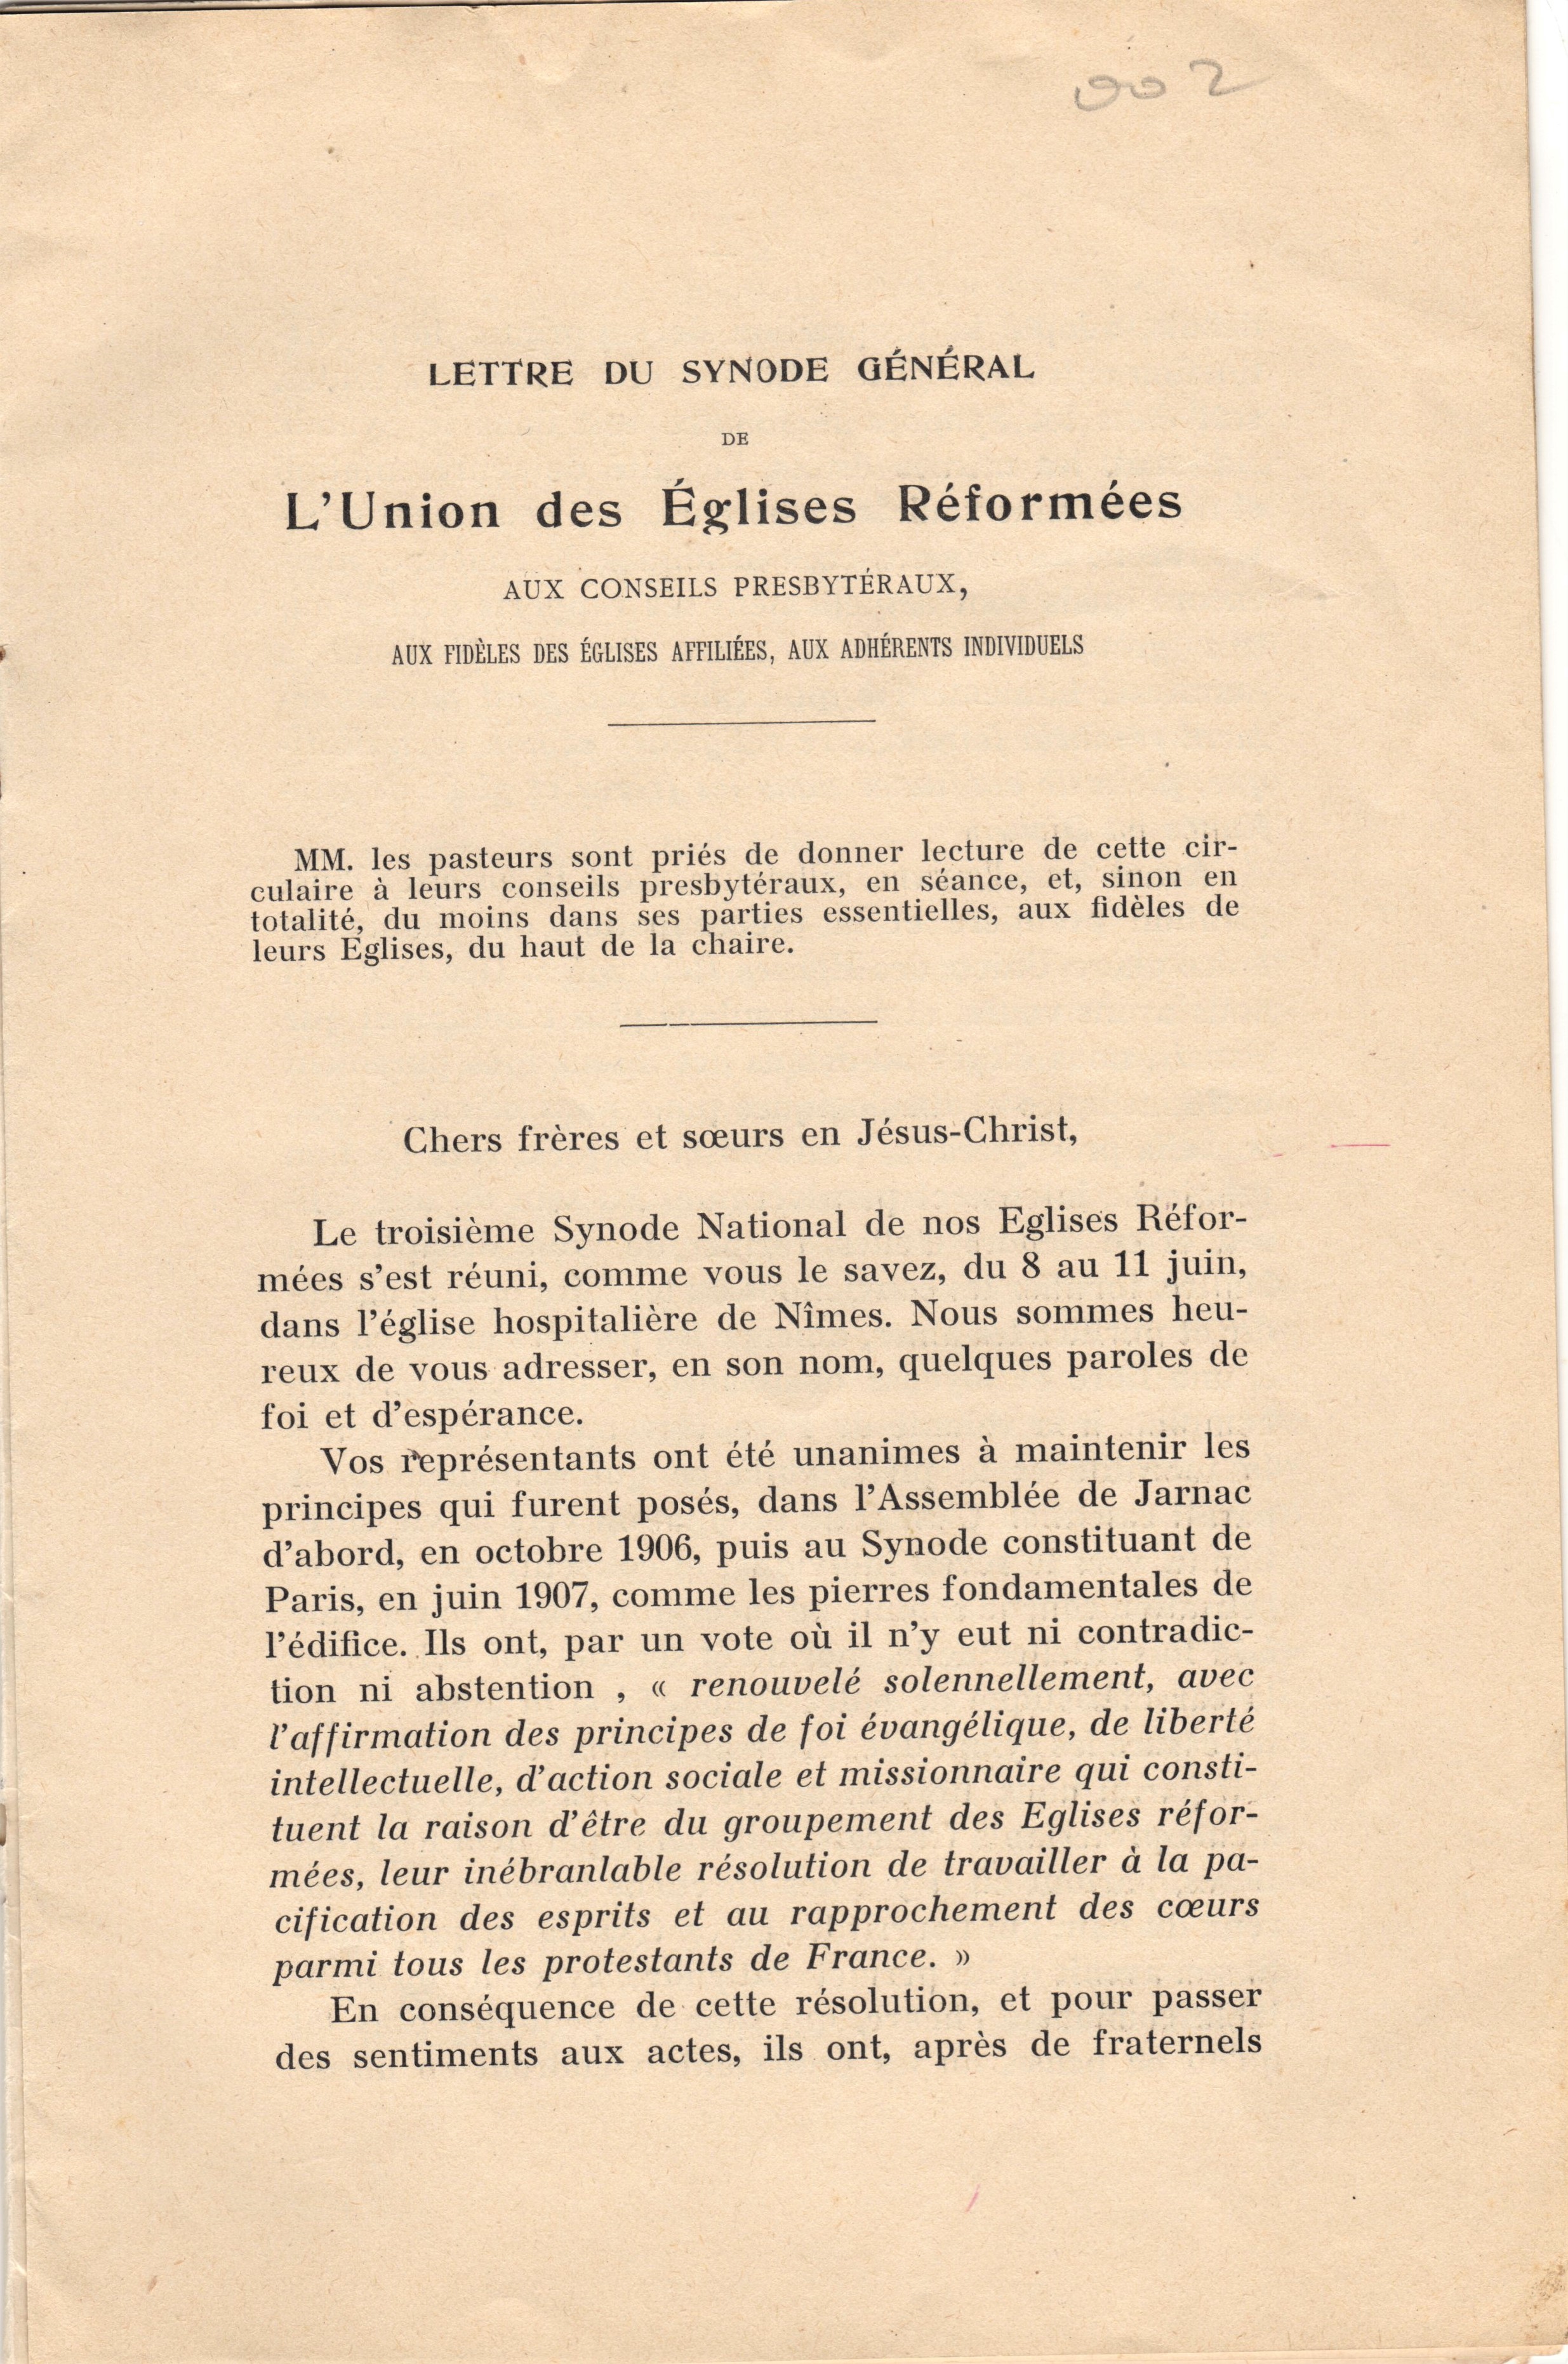 002
LETTRE DU SYNODE GÉNÉRAL
DE
L'Union des Églises Réformées
AUX CONSEILS PRESBYTÉRAUX,
AUX FIDÈLES DES ÉGLISES AFFILIÉES, AUX ADHÉRENTS INDIVIDUELS
MM. les pasteurs sont priés de donner lecture de cette cir-
culaire à leurs conseils presbytéraux, en séance, et, sinon en
totalité, du moins dans ses parties essentielles, aux fidèles de
leurs Eglises, du haut de la chaire.
Chers frères et sœurs en Jésus-Christ,
Le troisième Synode National de nos Eglises Réfor-
mées s'est réuni, comme vous le savez, du 8 au 11 juin,
dans l'église hospitalière de Nîmes. Nous sommes heu-
reux de vous adresser, en son nom, quelques paroles de
foi et d'espérance.
Vos représentants ont été unanimes à maintenir les
principes qui furent posés, dans l'Assemblée de Jarnac
d'abord, en octobre 1906, puis au Synode constituant de
Paris, en juin 1907, comme les pierres fondamentales de
l'édifice. Ils ont, par un vote où il n'y eut ni contradic-
tion ni abstention , « renouvelé solennellement, avec
l'affirmation des principes de foi évangélique, de liberté
intellectuelle, d'action sociale et missionnaire qui consti-
tuent la raison d'être du groupement des Eglises réfor-
mées, leur inébranlable résolution de travailler à la pa-
cification des esprits et au rapprochement des cœurs
parmi tous les protestants de France. »
En conséquence de cette résolution, et pour passer
des sentiments aux actes, ils ont, après de fraternels